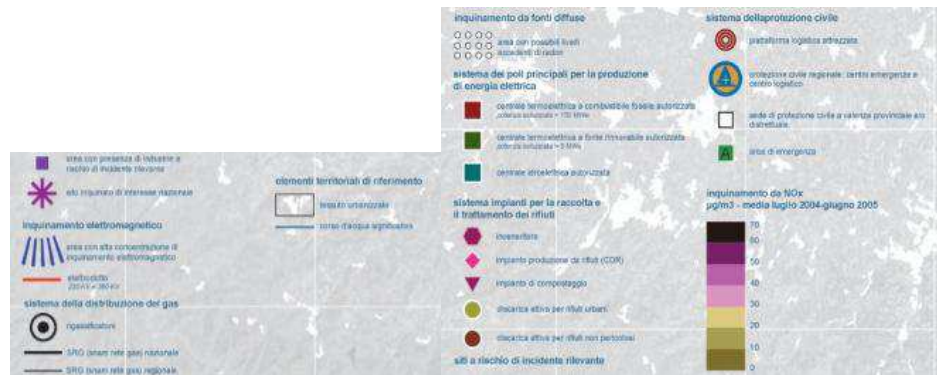 area con presenza di industrie a
rischio di incidente rilevante
sito inquinato di interesse nazionale
inquinamento elettromagnetico
area con alta concentrazione di
inquinamento elettromagnetico
elettrodotto
sistema della distribuzione del gas
rigassificatori
SRG (snam rete gas) nazionale
SRG (snam rete gas) regionale
elementi territoriali di riferimento
tessuto urbanizzato
corso d'acqua significativo
inquinamento da fonti diffuse
area con possibili livelli
eccedenti di radon
sistema dei poli principali per la produzione
di energia elettrica
centrale termoelettrica a combustibile fossile autorizzata
centrale termoelettrica a fonte rinnovabile autorizzata
centrale idroelettrica autorizzata
sistema impianti per la raccolta e
il trattamento dei rifiuti
inceneritore
impianto produzione da rifiuti (CDR)
impianto di compostaggio
discarica attiva per rifiuti urbani
discarica attiva per rifiuti non pericolosi
siti a rischio di incidente rilevante
sistema dellaprotezione civile
piattaforma logistica attrezzata
protezione civile regionale: centro emergenze e
centro logistico
sede di protezione civile a valenza provinciale e/o
distrettuale
A
area di emergenza
inquinamento da NOx
µg/m3 - media luglio 2004-giugno 2005
70
60
50
40
30
20
10
0